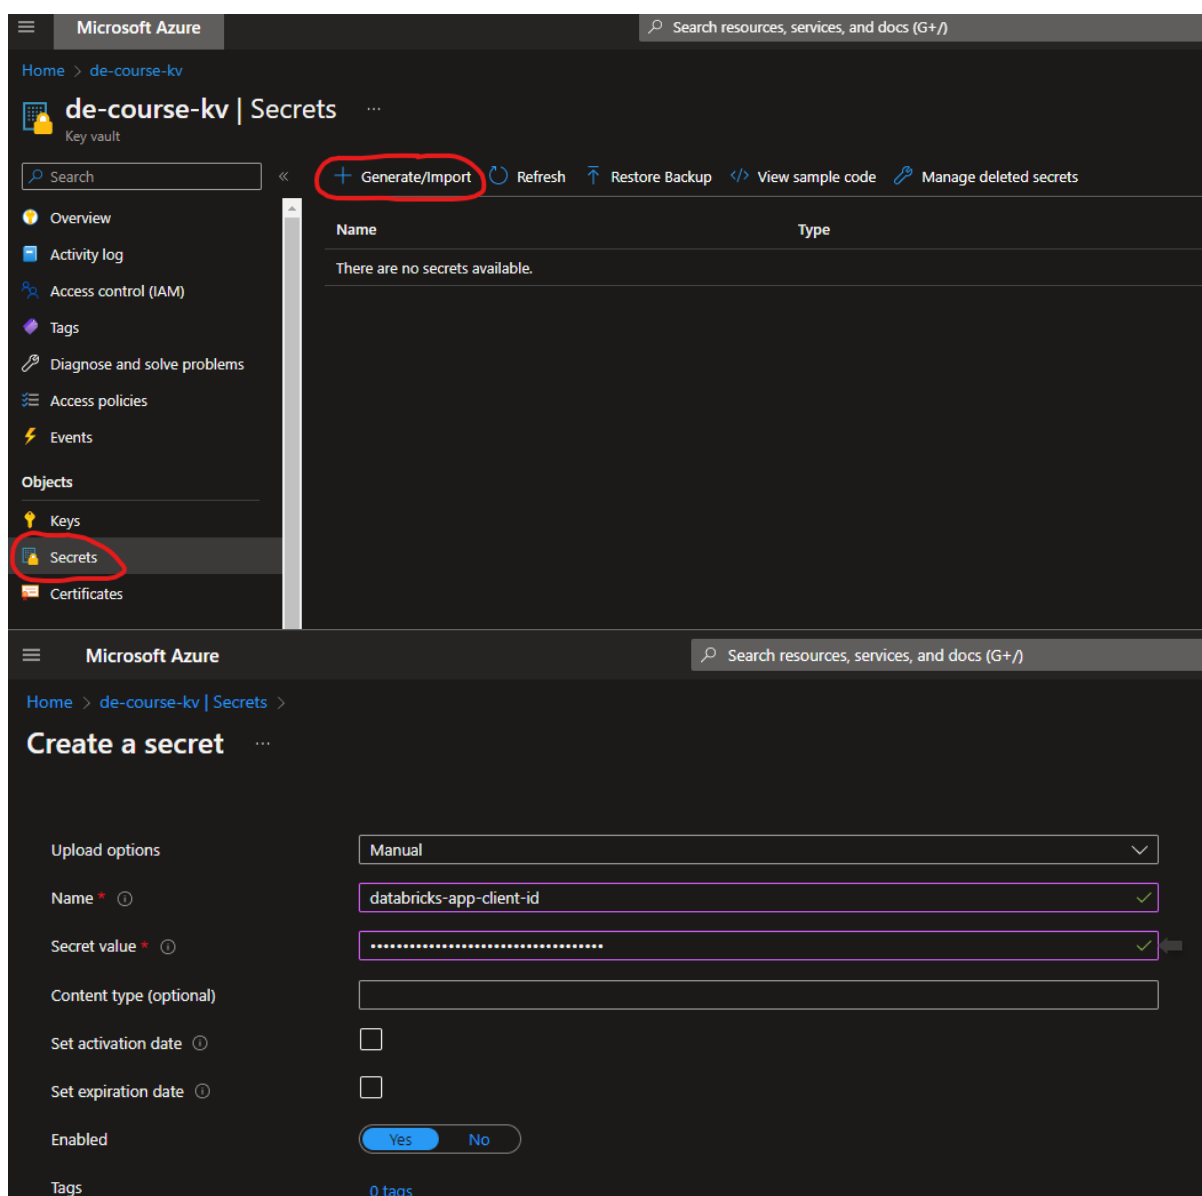 Microsoft Azure
Search resources, services, and docs (G+/)
Home > de-course-kv
de-course-kv | Secrets ...
Key vault
Search
«
Generate/Import Refresh Restore Backup </> View sample code Manage deleted secrets
Overview
Activity log
Access control (IAM)
Tags
Diagnose and solve problems
Access policies
Events
Objects
Keys
Secrets
Certificates
Name Type
There are no secrets available.
Microsoft Azure
Search resources, services, and docs (G+/)
Home > de-course-kv | Secrets >
Create a secret ...
Upload options Manual
Name * databricks-app-client-id
Secret value * ••••••••••••••••••••••••••••••••••••
Content type (optional)
Set activation date
Set expiration date
Enabled Yes No
Tags 0 tags